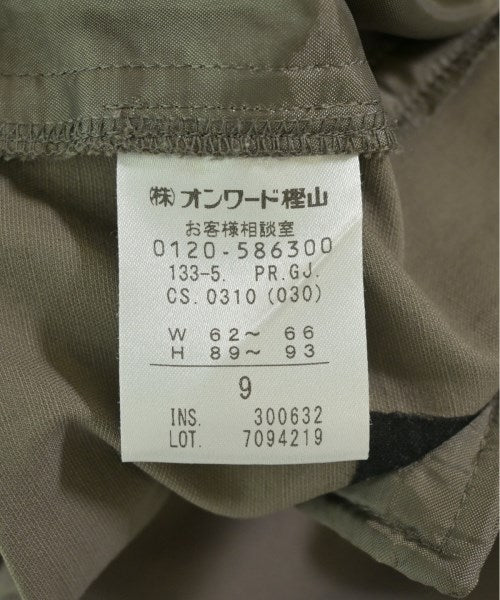 ㈱オンワード樫山
お客様相談室
0120-586300
133-5. PR.GJ.
CS.0310(030)
W 62〜 66
H 89〜 93
9
INS. 300632
LOT. 7094219